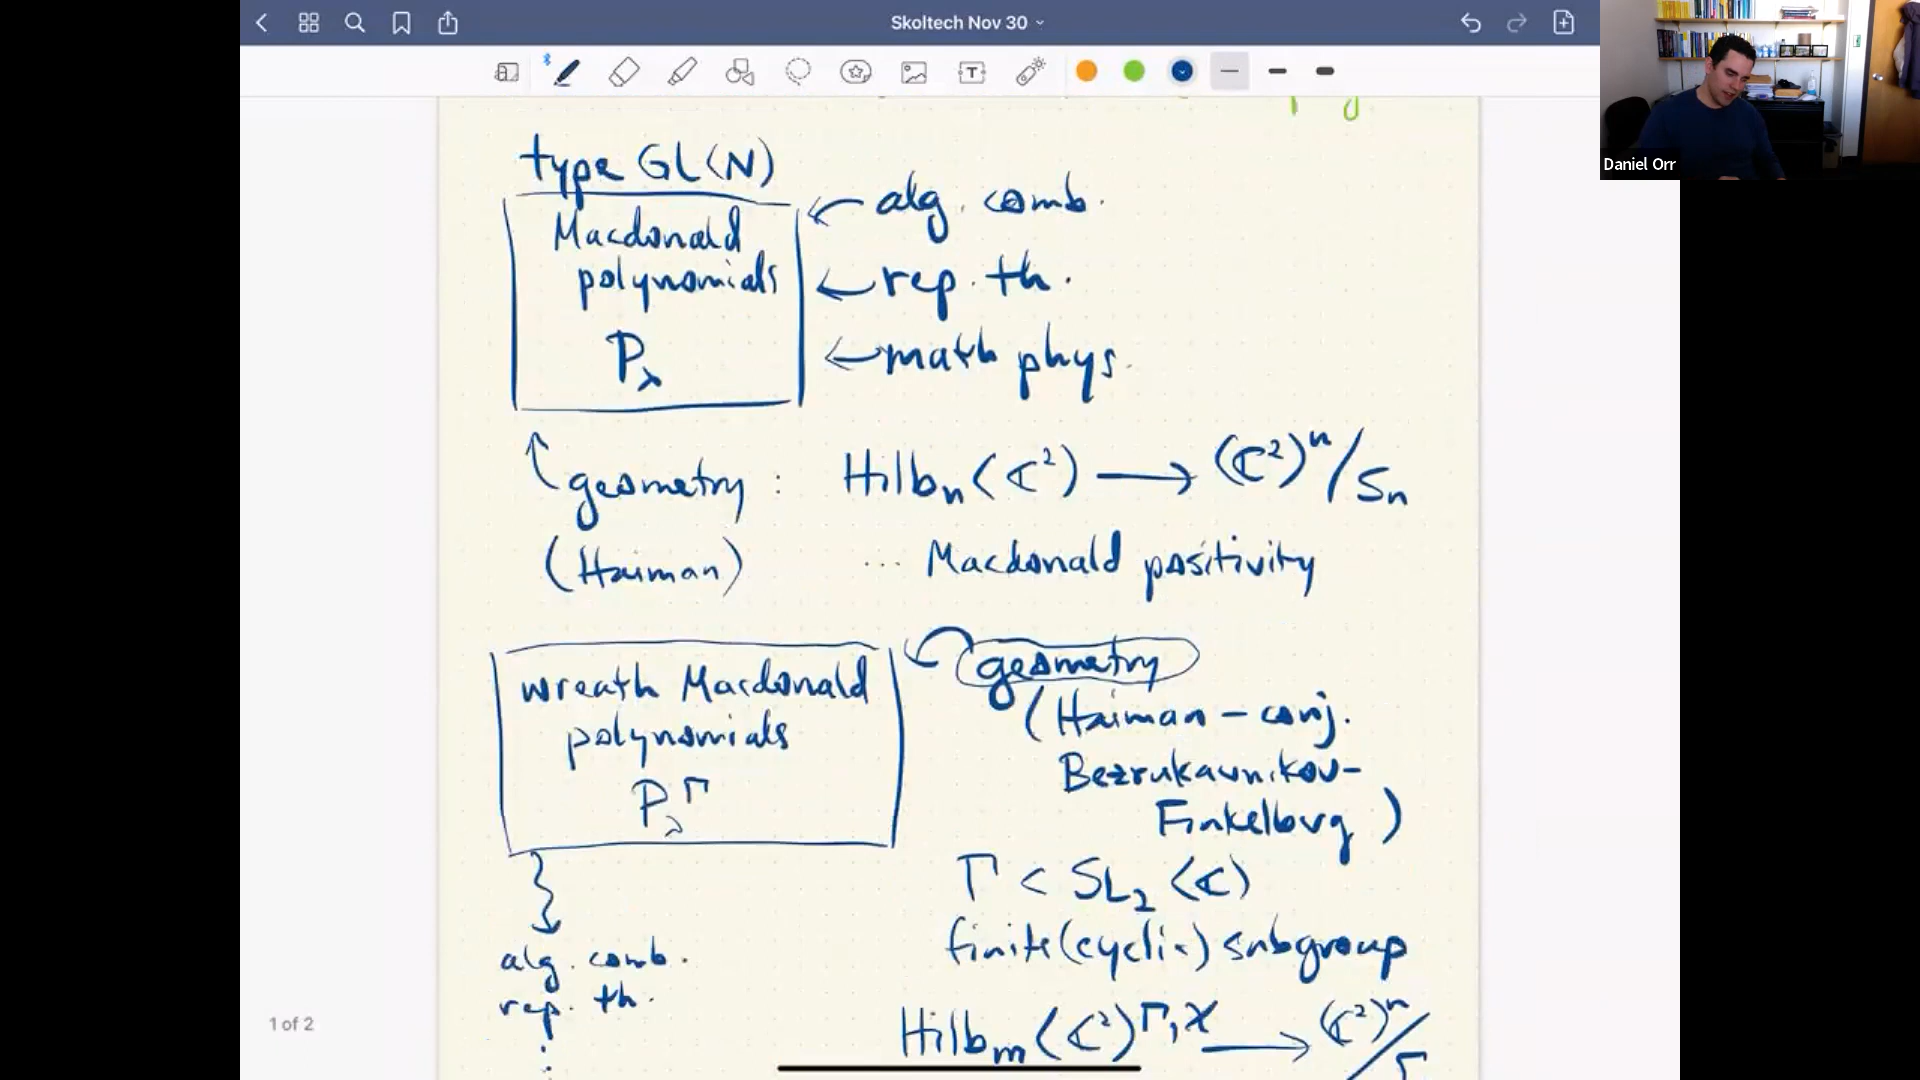 Skoltech Nov 30
Daniel Orr
type GL(N)
Macdonald
polynomials
P_λ
← alg. comb.
← rep. th.
← math phys.
geometry : Hilb_n(ℂ²) → (ℂ²)^n/S_n
(Haiman) ... Macdonald positivity
wreath Macdonald
polynomials
P_λ^Γ
geometry
(Haiman – conj.
Bezrukavnikov-
Finkelburg)
Γ < SL_2(ℂ)
finite (cyclic) subgroup
alg. comb.
rep. th.
⋮
Hilb_m(ℂ²)^{Γ,χ} → (ℂ²)^n/
1 of 2